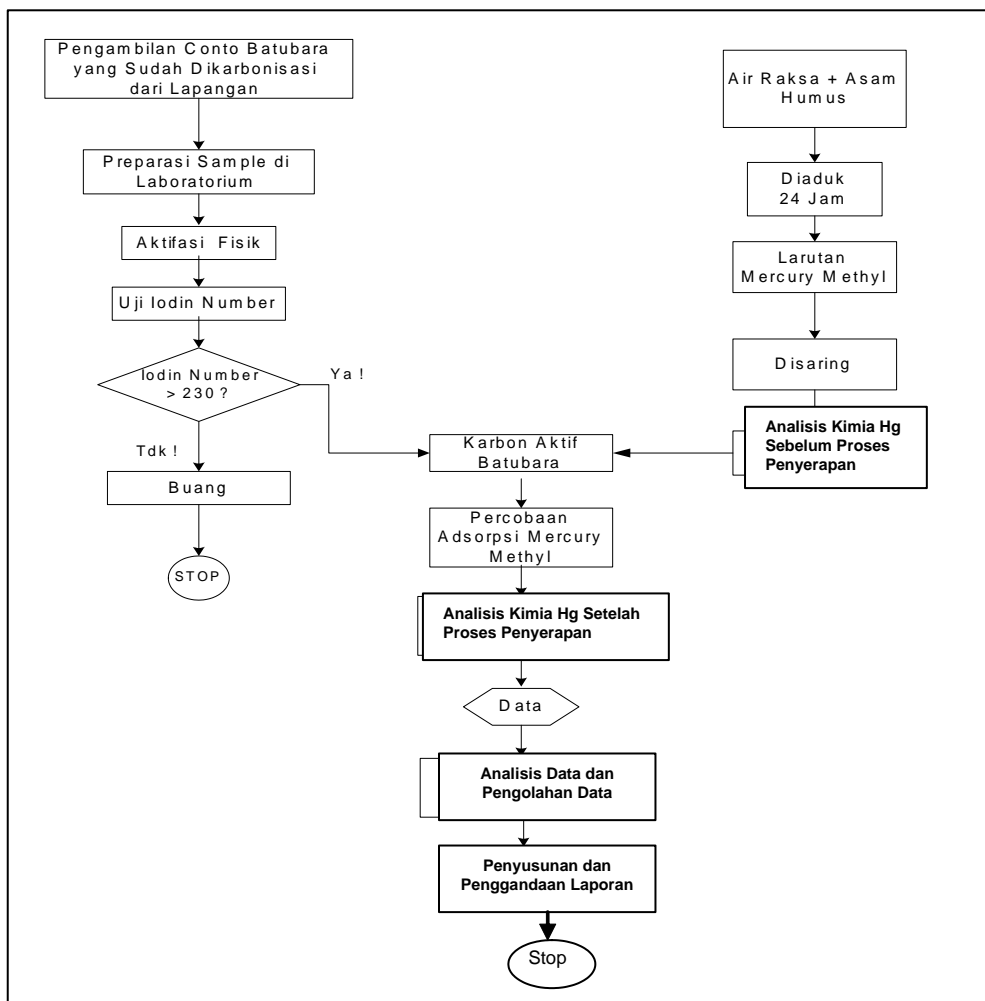 Pengambilan Conto Batubara
yang Sudah Dikarbonisasi
dari Lapangan
Preparasi Sample di
Laboratorium
Aktifasi Fisik
Uji Iodin Number
Iodin Number
> 230 ?
Ya !
Tdk !
Buang
STOP
Air Raksa + Asam
Humus
Diaduk
24 Jam
Larutan
Mercury Methyl
Disaring
Analisis Kimia Hg
Sebelum Proses
Penyerapan
Karbon Aktif
Batubara
Percobaan
Adsorpsi Mercury
Methyl
Analisis Kimia Hg Setelah
Proses Penyerapan
Data
Analisis Data dan
Pengolahan Data
Penyusunan dan
Penggandaan Laporan
Stop